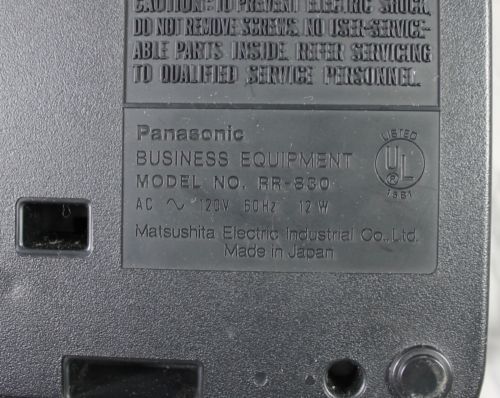 CAUTION: TO PREVENT ELECTRIC SHOCK,
DO NOT REMOVE SCREWS. NO USER-SERVICE-
ABLE PARTS INSIDE. REFER SERVICING
TO QUALIFIED SERVICE PERSONNEL.
Panasonic
BUSINESS EQUIPMENT
MODEL NO. RR-830
AC ∿ 120V 60Hz 12W
Matsushita Electric Industrial Co., Ltd.
Made in Japan
LISTED
UL
®